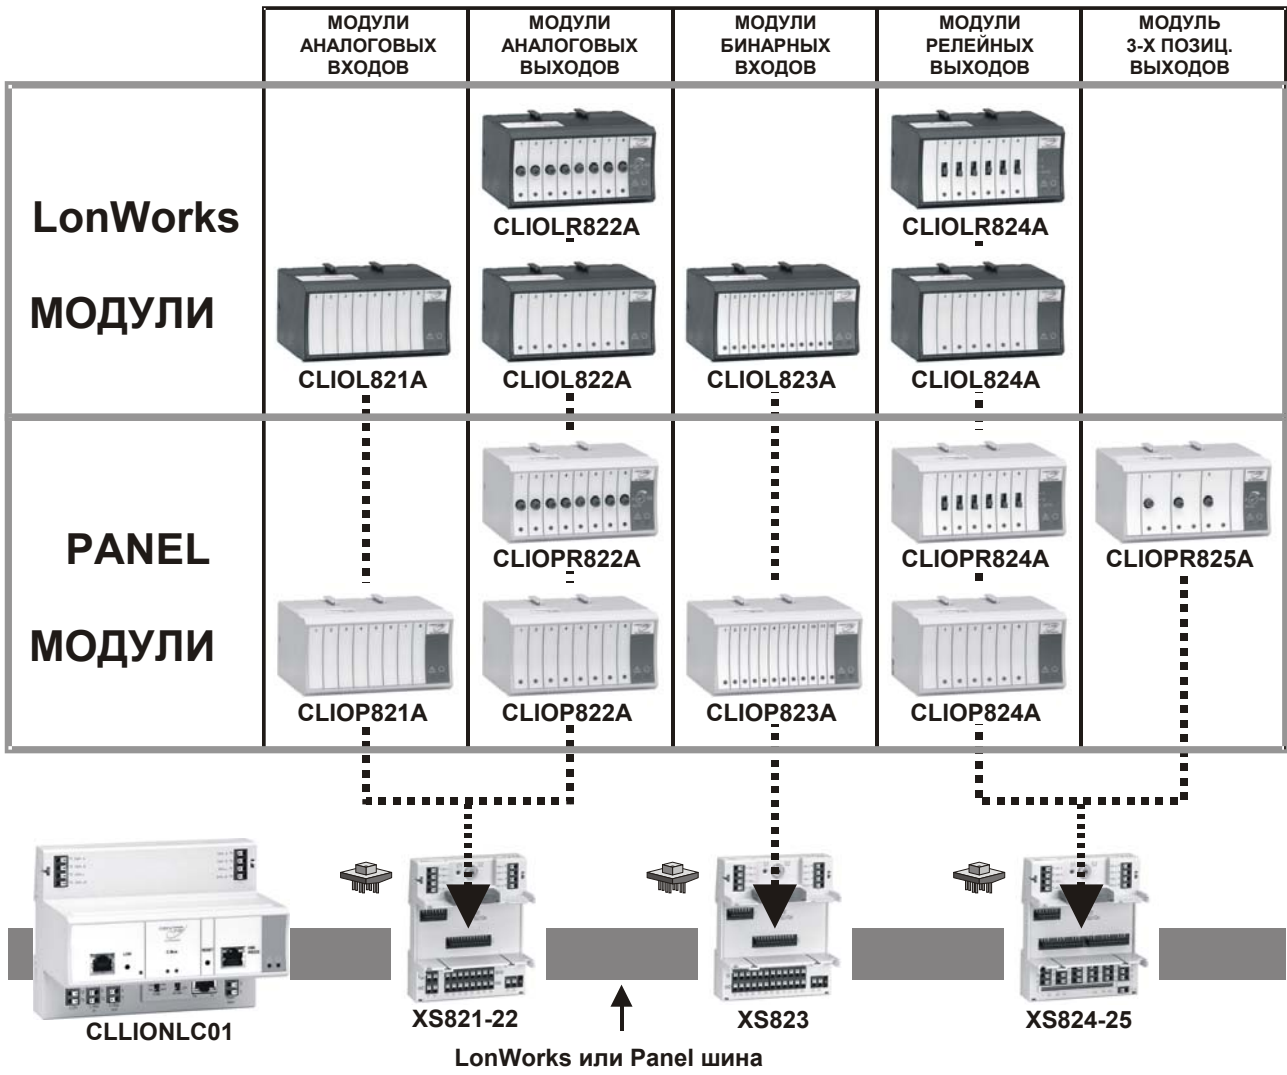 МОДУЛИ
АНАЛОГОВЫХ
ВХОДОВ
МОДУЛИ
АНАЛОГОВЫХ
ВЫХОДОВ
МОДУЛИ
БИНАРНЫХ
ВХОДОВ
МОДУЛИ
РЕЛЕЙНЫХ
ВЫХОДОВ
МОДУЛЬ
3-Х ПОЗИЦ.
ВЫХОДОВ
LonWorks
МОДУЛИ
CLIOLR822A
CLIOLR824A
CLIOL821A
CLIOL822A
CLIOL823A
CLIOL824A
PANEL
МОДУЛИ
CLIOPR822A
CLIOPR824A
CLIOPR825A
CLIOP821A
CLIOP822A
CLIOP823A
CLIOP824A
CLLIONLC01
XS821-22
XS823
XS824-25
LonWorks или Panel шина